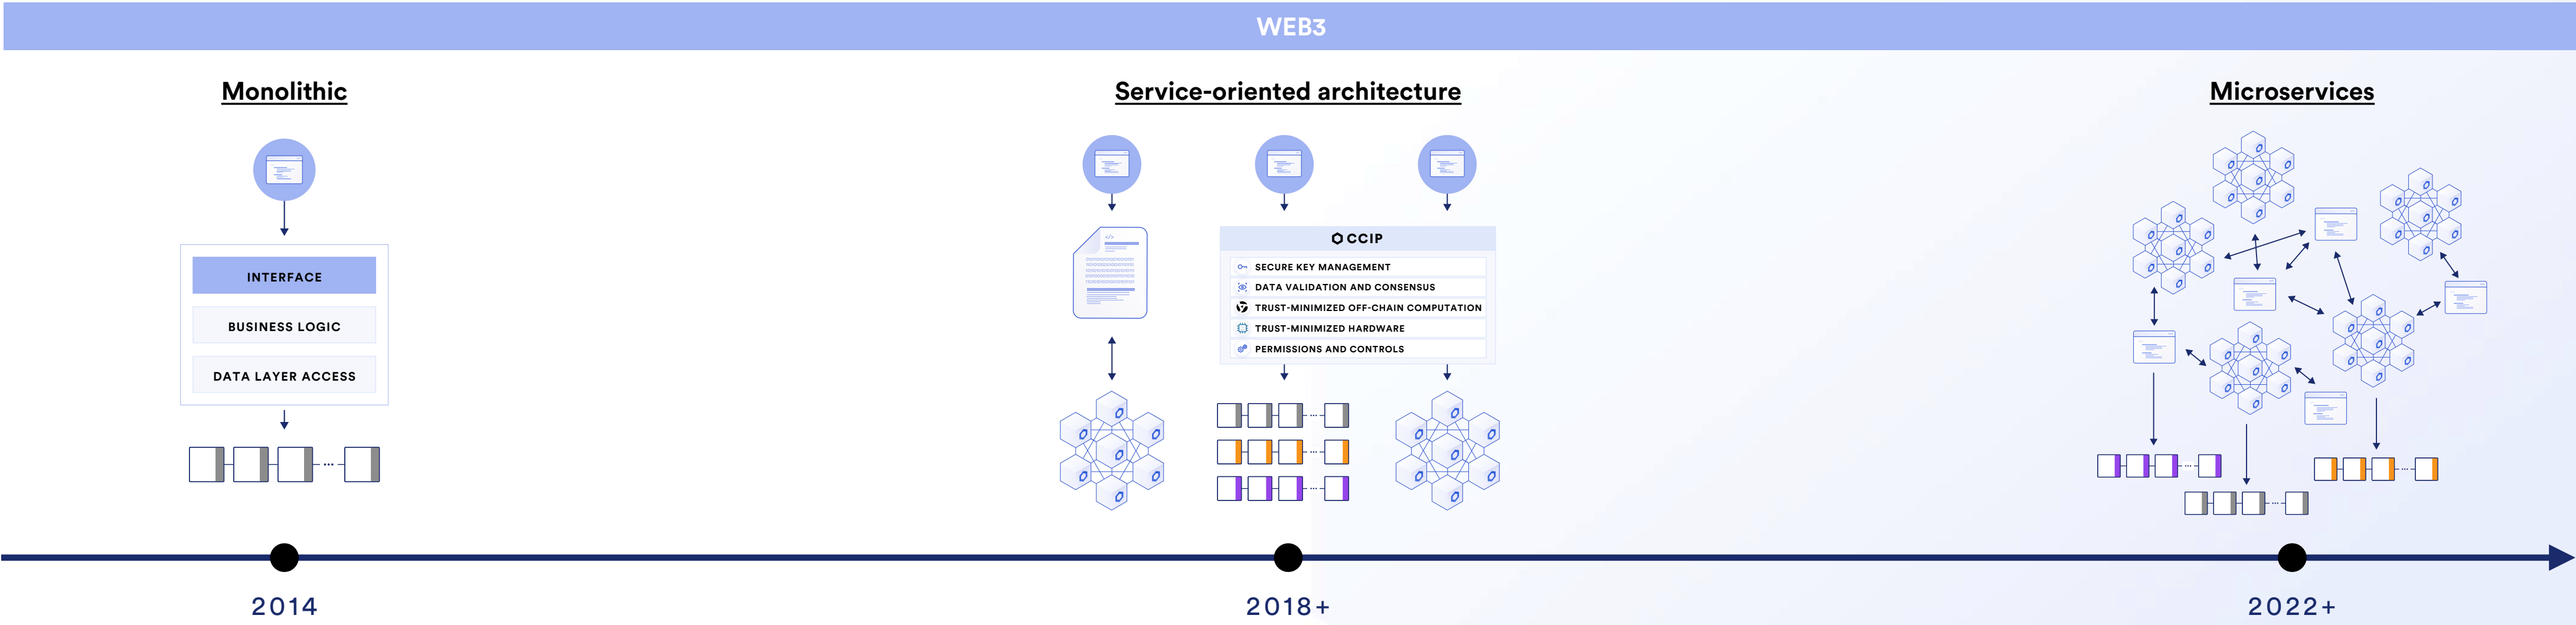 WEB3
Monolithic
INTERFACE
BUSINESS LOGIC
DATA LAYER ACCESS
...
2014
Service-oriented architecture
</>
CCIP
SECURE KEY MANAGEMENT
DATA VALIDATION AND CONSENSUS
TRUST-MINIMIZED OFF-CHAIN COMPUTATION
TRUST-MINIMIZED HARDWARE
PERMISSIONS AND CONTROLS
...
...
...
2018+
Microservices
...
...
...
2022+